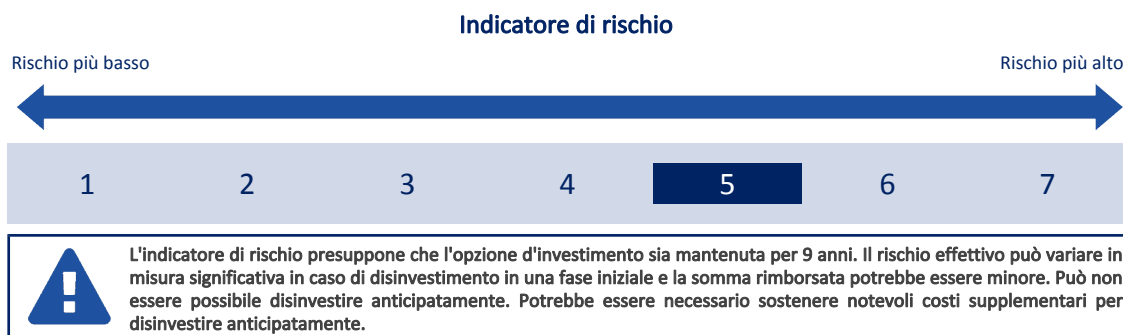 Indicatore di rischio
Rischio più basso Rischio più alto
1 2 3 4 5 6 7
L'indicatore di rischio presuppone che l'opzione d'investimento sia mantenuta per 9 anni. Il rischio effettivo può variare in
misura significativa in caso di disinvestimento in una fase iniziale e la somma rimborsata potrebbe essere minore. Può non
essere possibile disinvestire anticipatamente. Potrebbe essere necessario sostenere notevoli costi supplementari per
disinvestire anticipatamente.